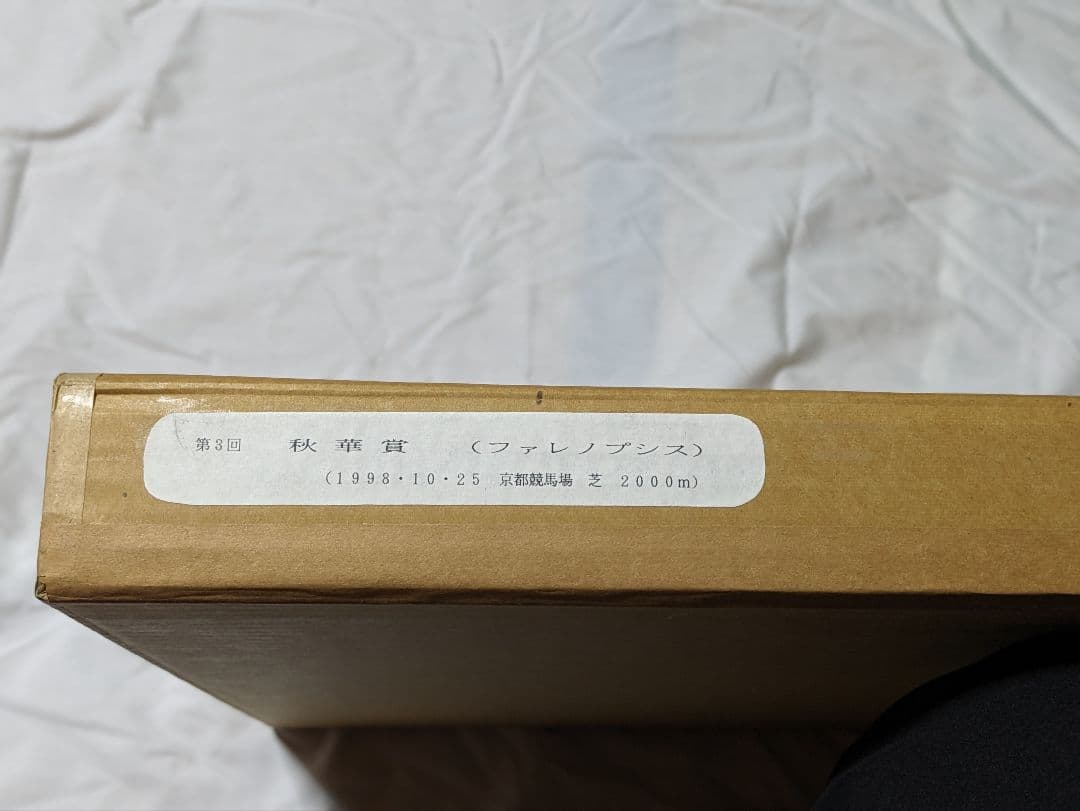 第3回 秋華賞 (ファレノプシス)
(1998・10・25 京都競馬場 芝 2000m)